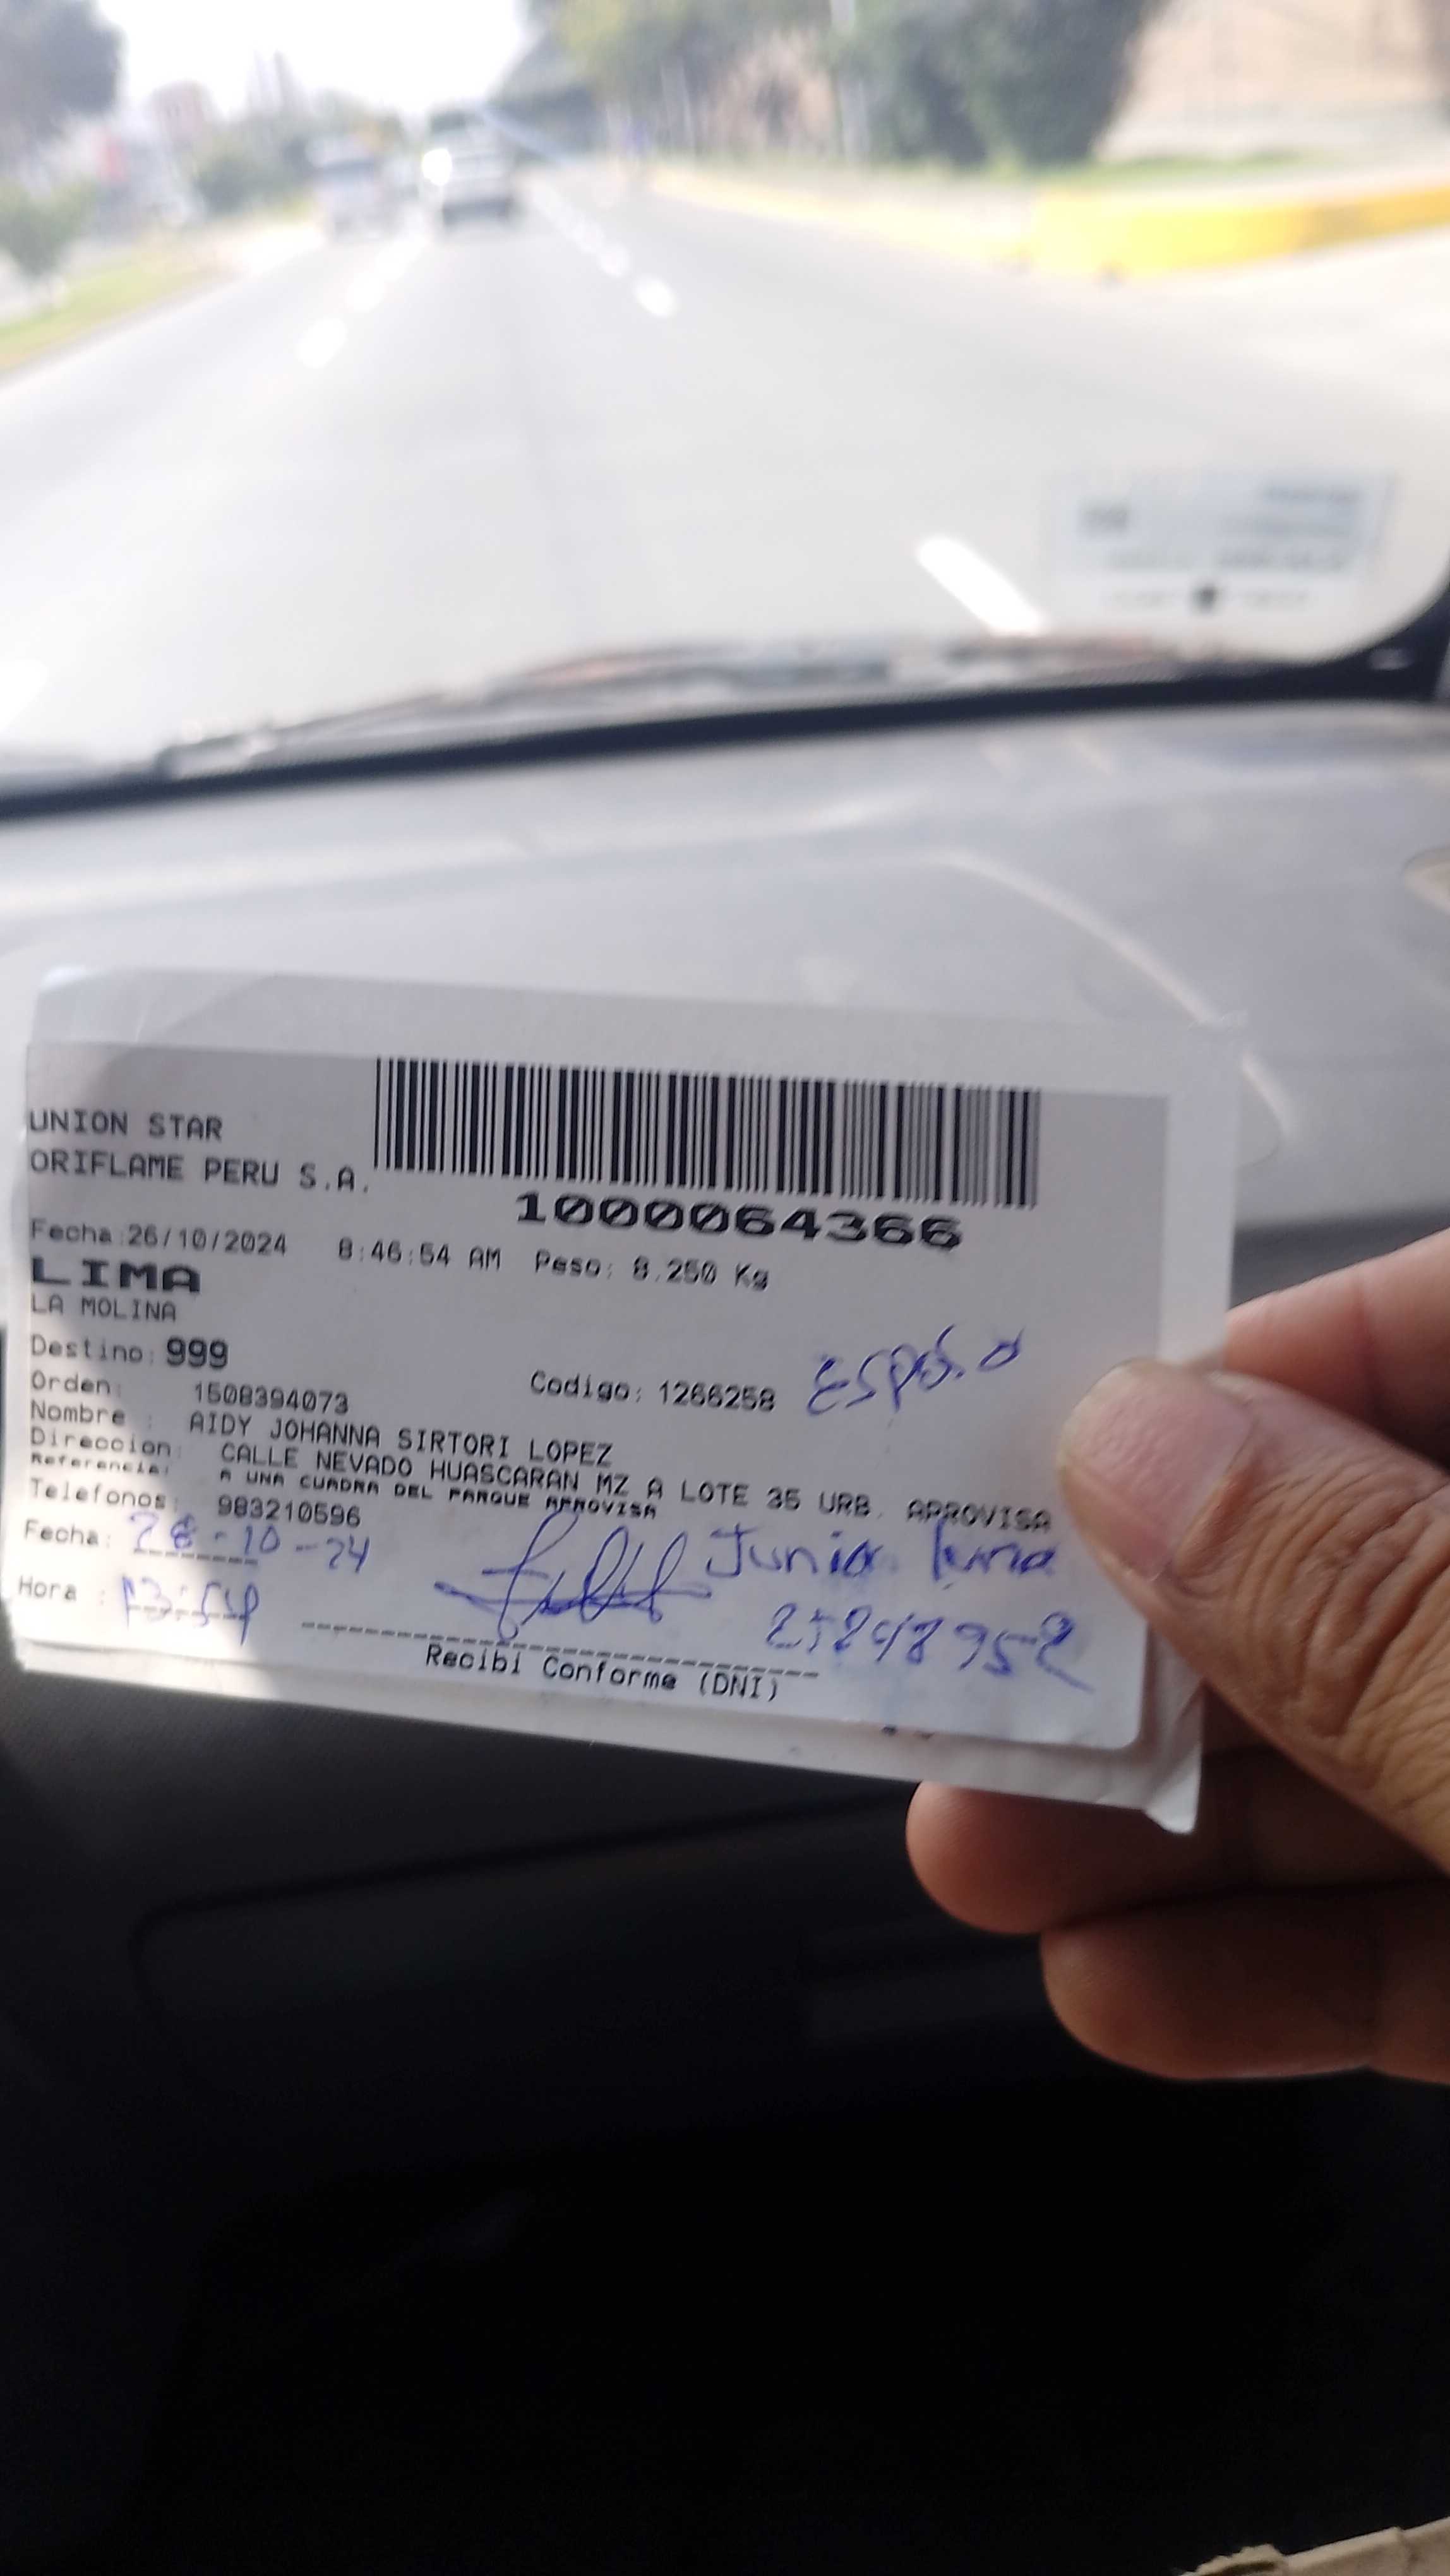 UNION STAR
ORIFLAME PERU S.A.
1000064366
Fecha:26/10/2024 8:46:54 AM Peso: 8.250 Kg
LIMA
LA MOLINA
Destino: 999
Orden: 1508394073 Codigo: 1266258 Esposo
Nombre : AIDY JOHANNA SIRTORI LOPEZ
Direccion: CALLE NEVADO HUASCARAN MZ A LOTE 35 URB. APROVISA
Referencia: A UNA CUADRA DEL PARQUE APROVISA
Telefonos: 983210596
Fecha: 28-10-24 Junior
Hora :
Recibi Conforme (DNI)